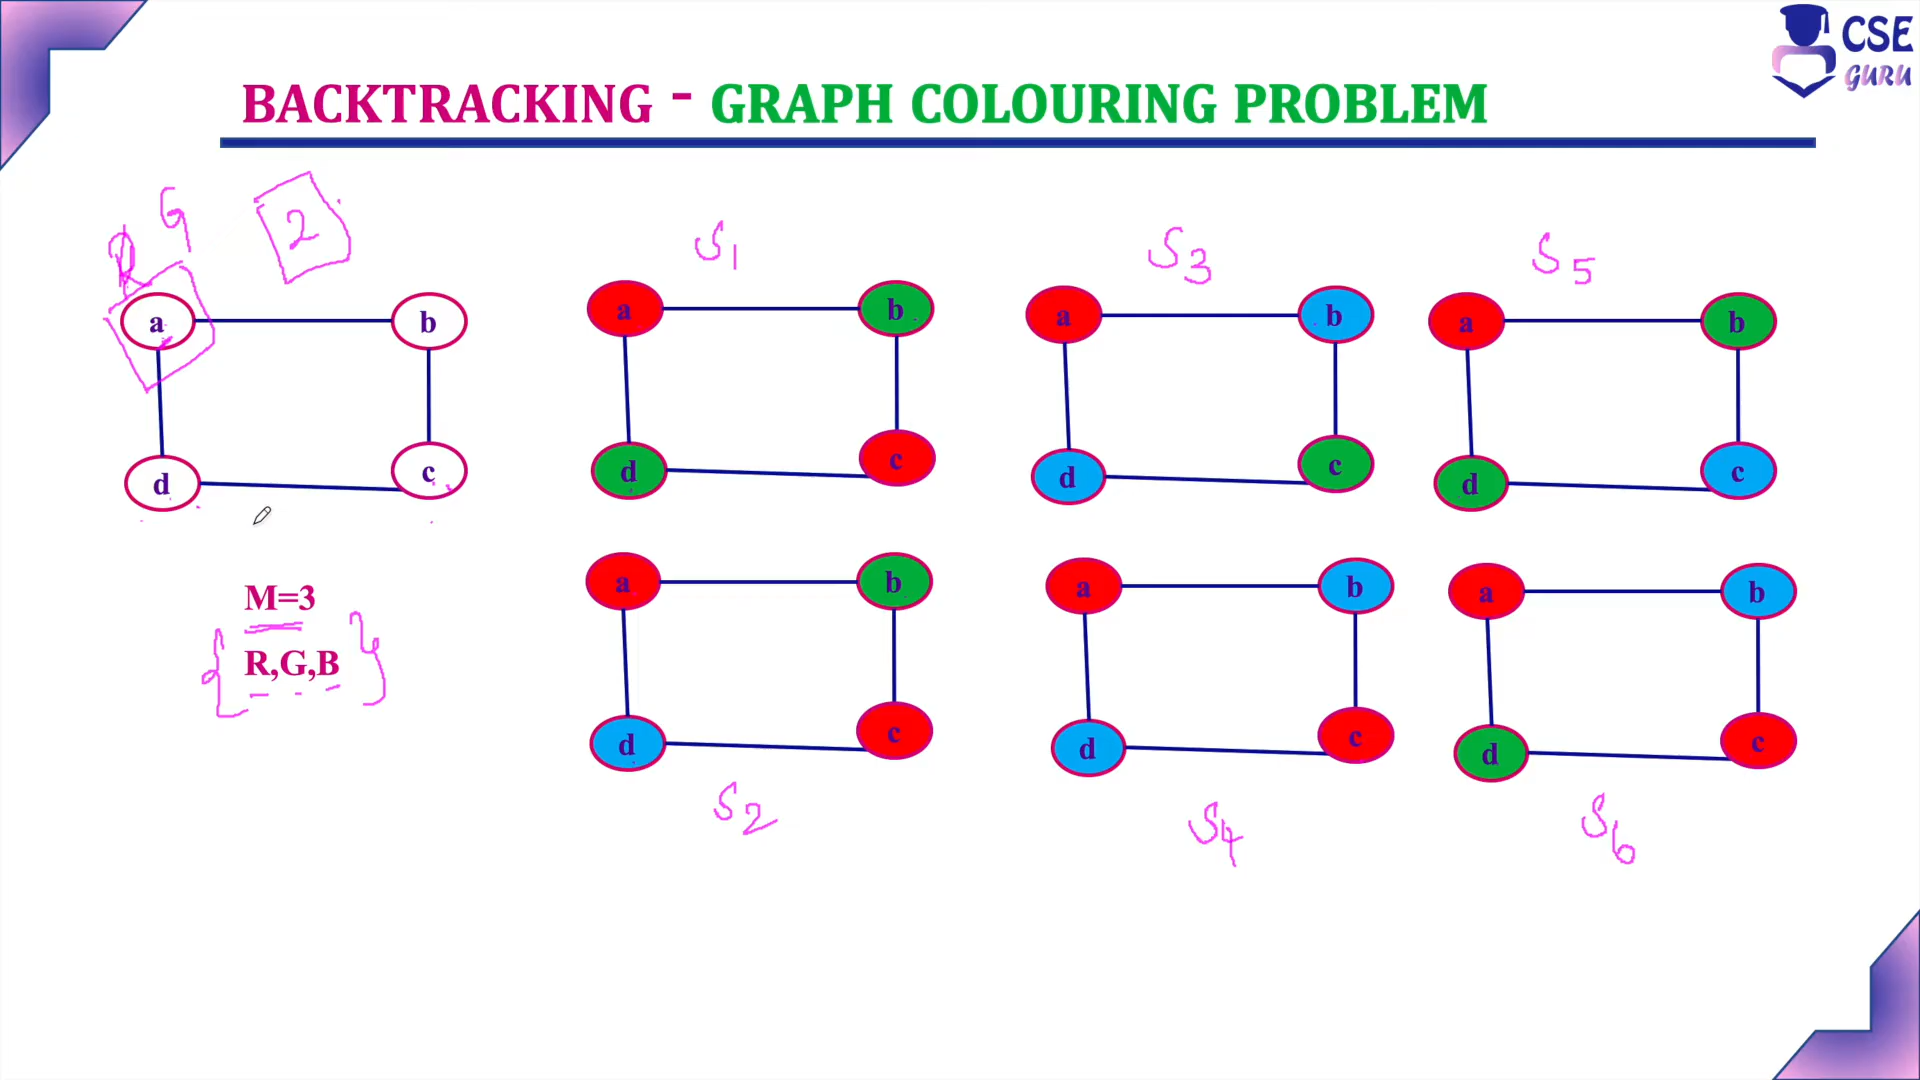 CSE
GURU
BACKTRACKING - GRAPH COLOURING PROBLEM
R G 2
S1 S3 S5
a b
d c
a b
d c
a b
d c
a b
d c
M=3
{ R,G,B }
a b
d c
a b
d c
a b
d c
S2 S4 S6